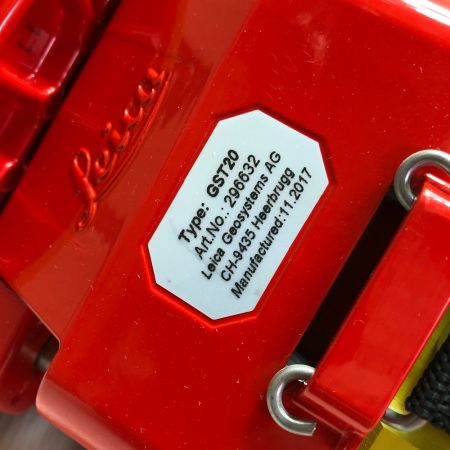 Leica
Type: GST20
Art.No.: 296632
Leica Geosystems AG
CH-9435 Heerbrugg
Manufactured:11.2017